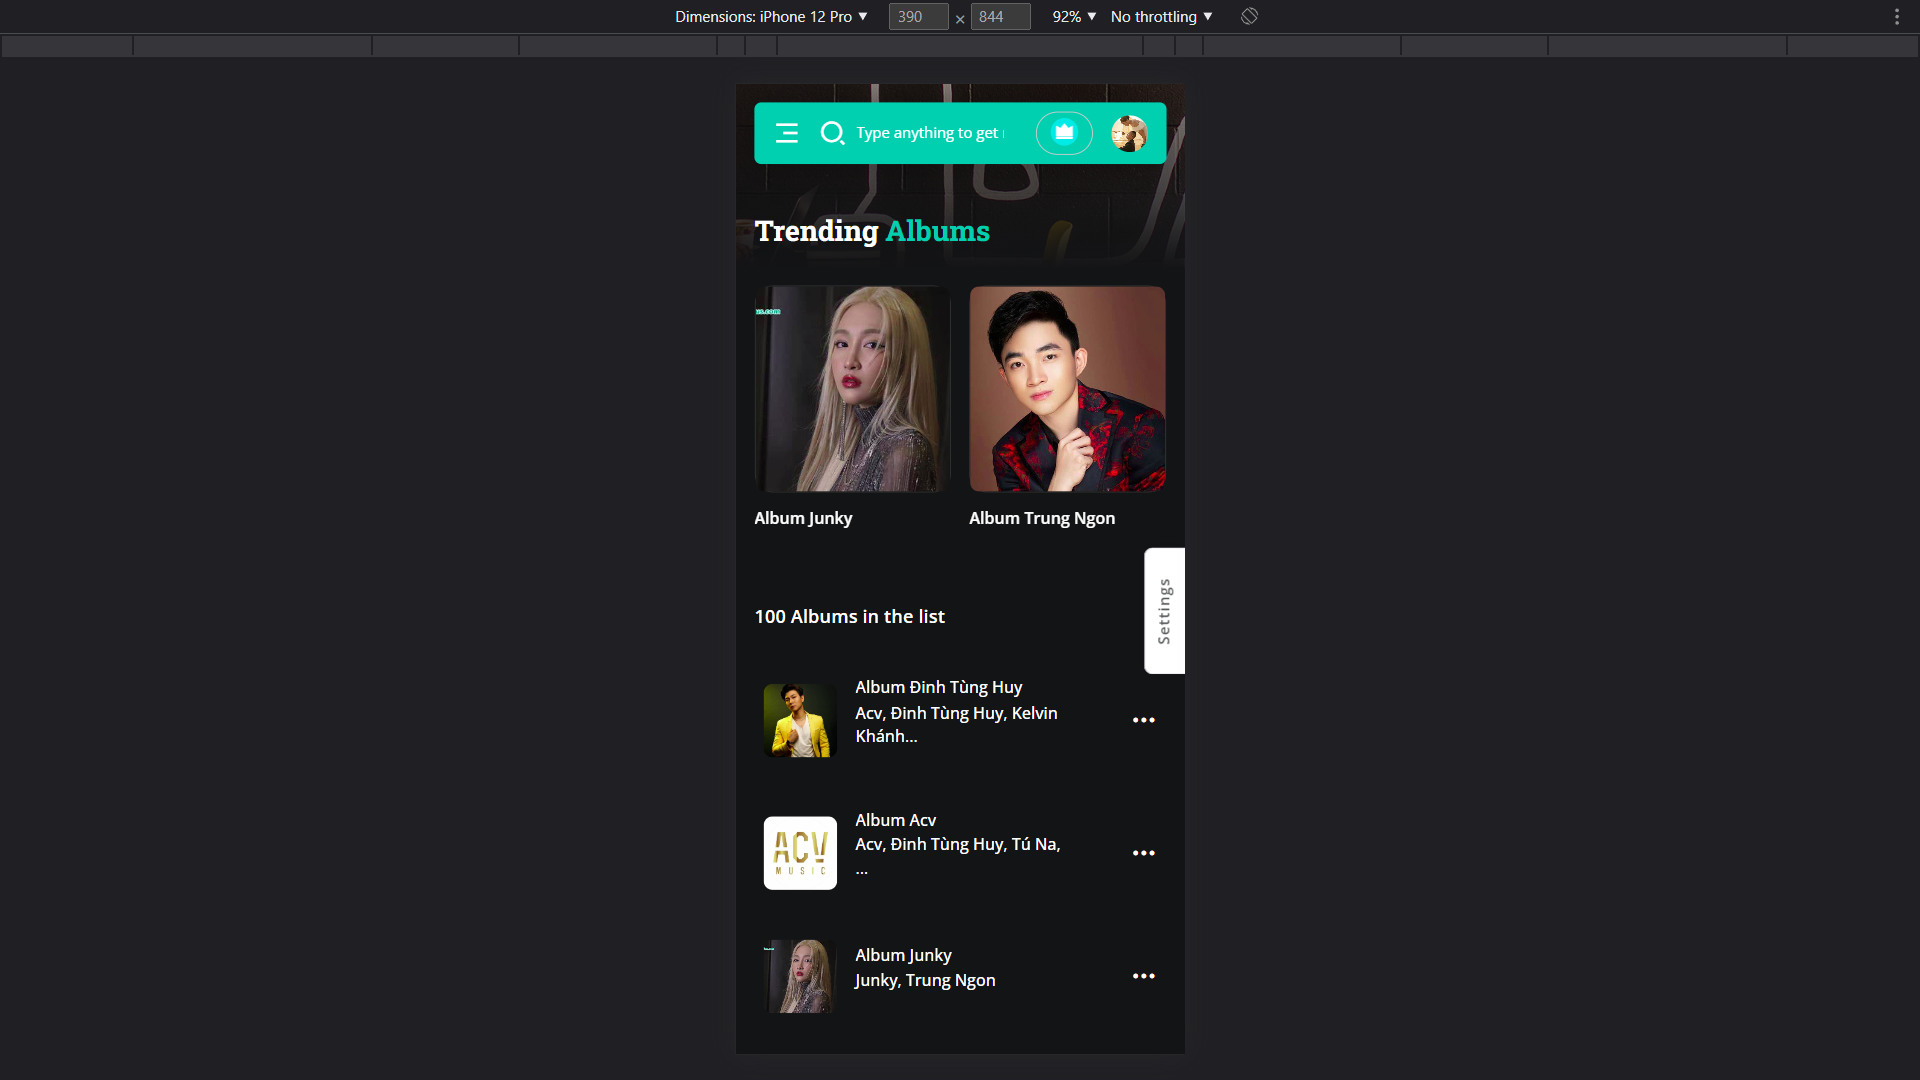 Dimensions: iPhone 12 Pro ▼ 390 × 844 92% ▼ No throttling ▼
Type anything to get
Trending Albums
us.com
Album Junky
Album Trung Ngon
Settings
100 Albums in the list
Album Đinh Tùng Huy
Acv, Đinh Tùng Huy, Kelvin
Khánh...
ACV
MUSIC
Album Acv
Acv, Đinh Tùng Huy, Tú Na,
...
Album Junky
Junky, Trung Ngon